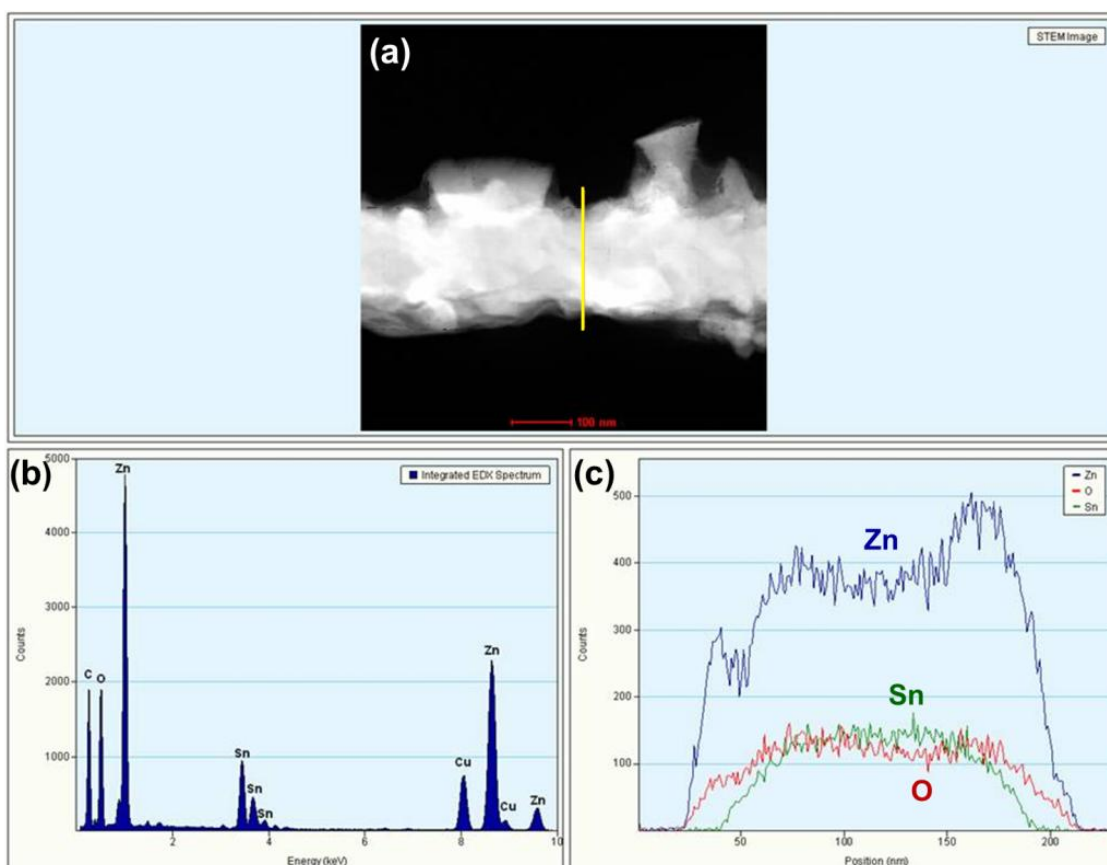 (a)
STEM Image
100 nm
(b)
Integrated EDX Spectrum
Counts
5000
4000
3000
2000
1000
C
O
Zn
Sn
Sn
Sn
Cu
Zn
Cu
Zn
2
4
6
8
10
Energy (keV)
(c)
Zn
O
Sn
Counts
500
400
300
200
100
Zn
Sn
O
50
100
150
200
Position (nm)